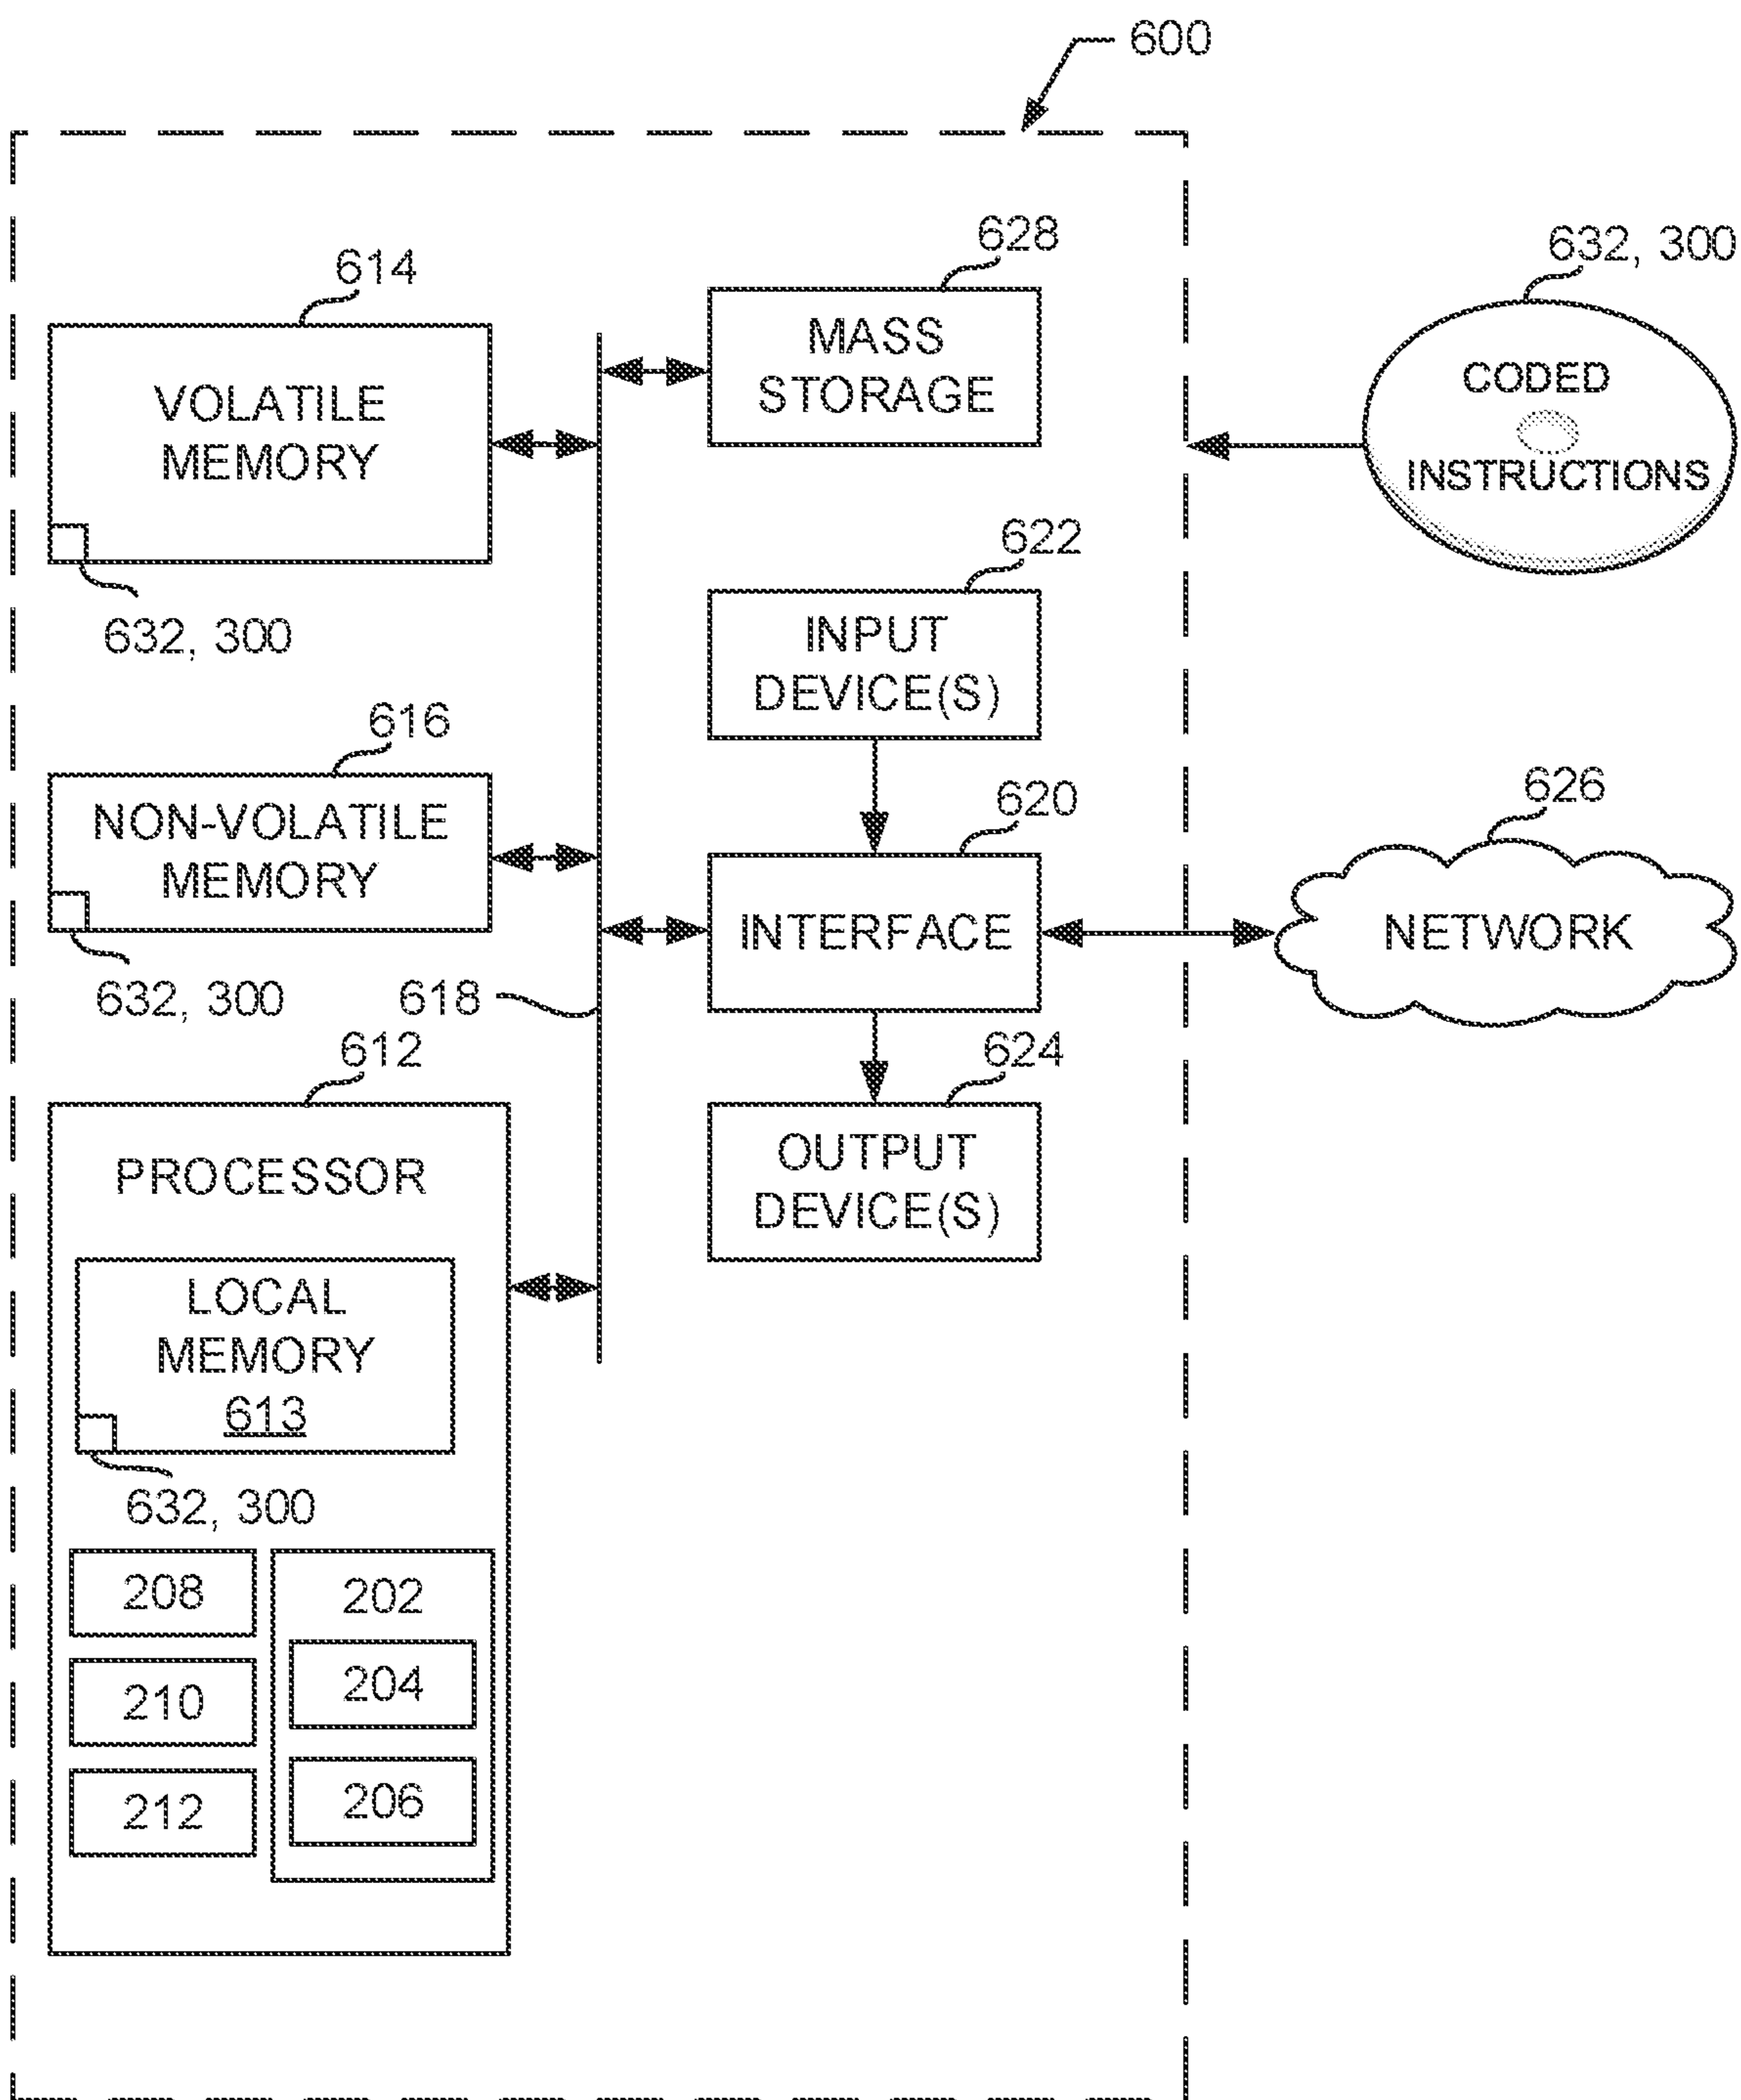 600
628
632, 300
614
MASS
STORAGE
VOLATILE
MEMORY
CODED
INSTRUCTIONS
632, 300
622
INPUT
DEVICE(S)
616
NON-VOLATILE
MEMORY
620
626
INTERFACE
NETWORK
632, 300
618
612
624
PROCESSOR
OUTPUT
DEVICE(S)
LOCAL
MEMORY
613
632, 300
208
202
204
210
206
212